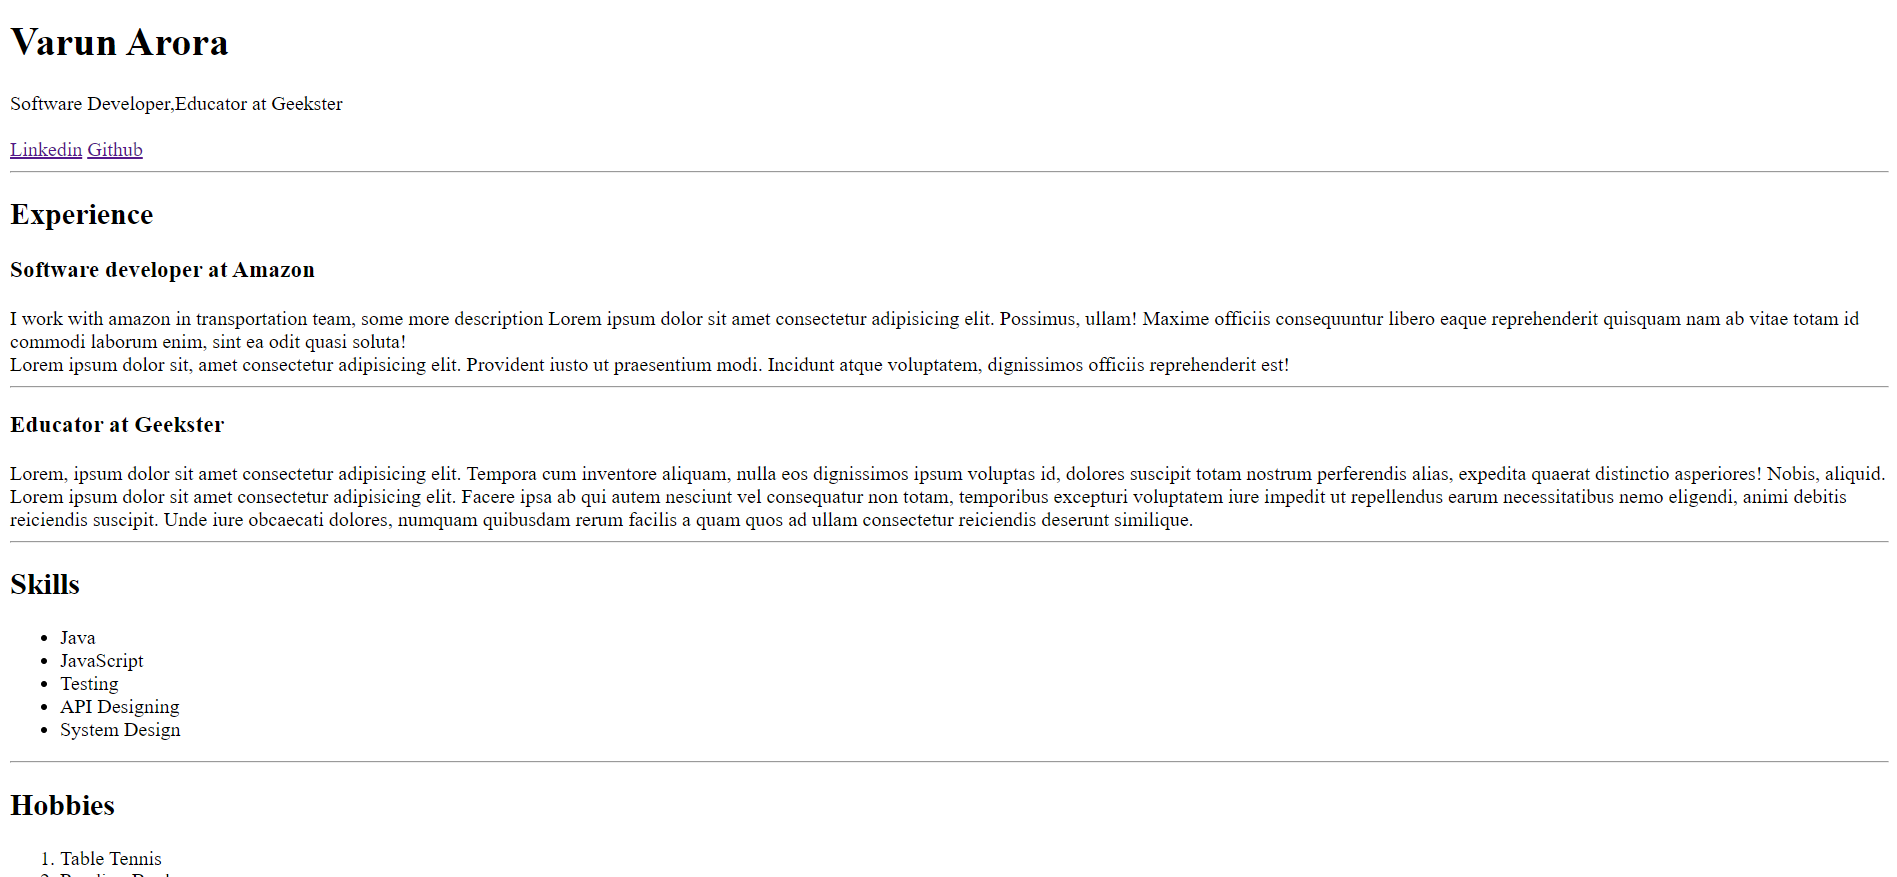 Varun Arora
Software Developer,Educator at Geekster
Linkedin Github
Experience
Software developer at Amazon
I work with amazon in transportation team, some more description Lorem ipsum dolor sit amet consectetur adipisicing elit. Possimus, ullam! Maxime officiis consequuntur libero eaque reprehenderit quisquam nam ab vitae totam id
commodi laborum enim, sint ea odit quasi soluta!
Lorem ipsum dolor sit, amet consectetur adipisicing elit. Provident iusto ut praesentium modi. Incidunt atque voluptatem, dignissimos officiis reprehenderit est!
Educator at Geekster
Lorem, ipsum dolor sit amet consectetur adipisicing elit. Tempora cum inventore aliquam, nulla eos dignissimos ipsum voluptas id, dolores suscipit totam nostrum perferendis alias, expedita quaerat distinctio asperiores! Nobis, aliquid.
Lorem ipsum dolor sit amet consectetur adipisicing elit. Facere ipsa ab qui autem nesciunt vel consequatur non totam, temporibus excepturi voluptatem iure impedit ut repellendus earum necessitatibus nemo eligendi, animi debitis
reiciendis suscipit. Unde iure obcaecati dolores, numquam quibusdam rerum facilis a quam quos ad ullam consectetur reiciendis deserunt similique.
Skills
• Java
• JavaScript
• Testing
• API Designing
• System Design
Hobbies
1. Table Tennis